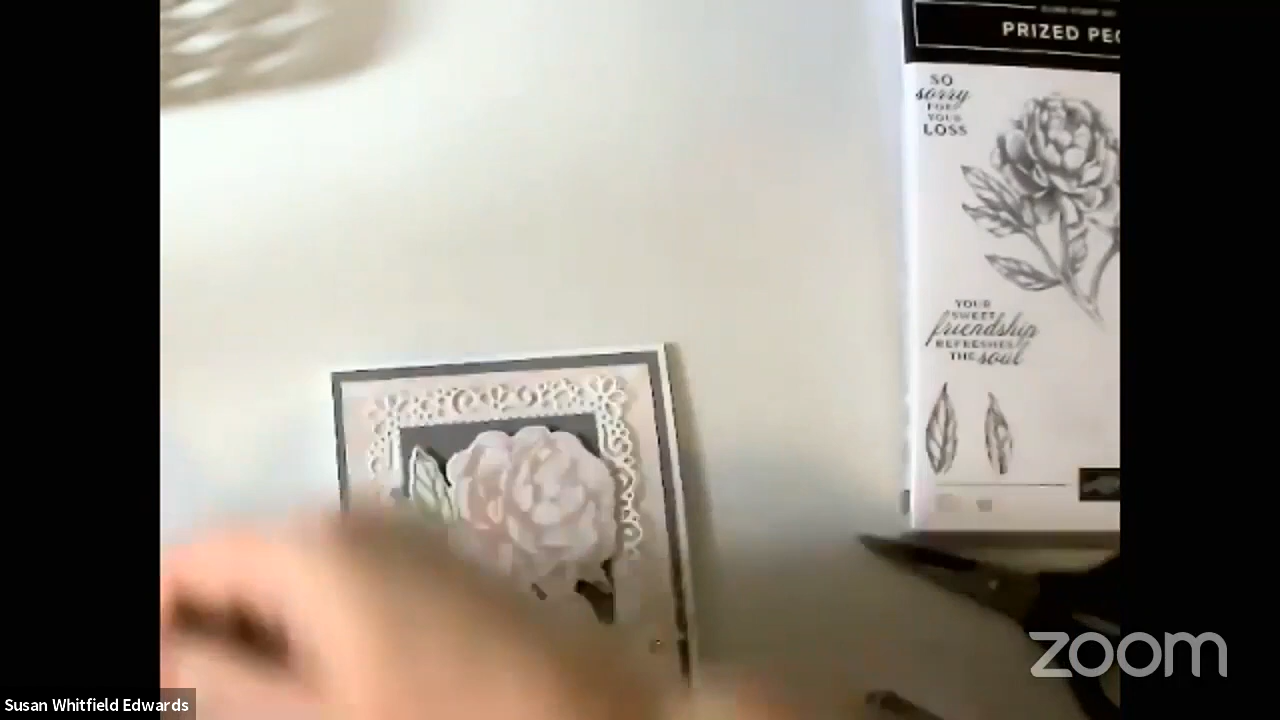 PRIZED PE
SO
sorry
FOR
YOUR
LOSS
YOUR
SWEET
friendship
REFRESHES
THE soul
zoom
Susan Whitfield Edwards